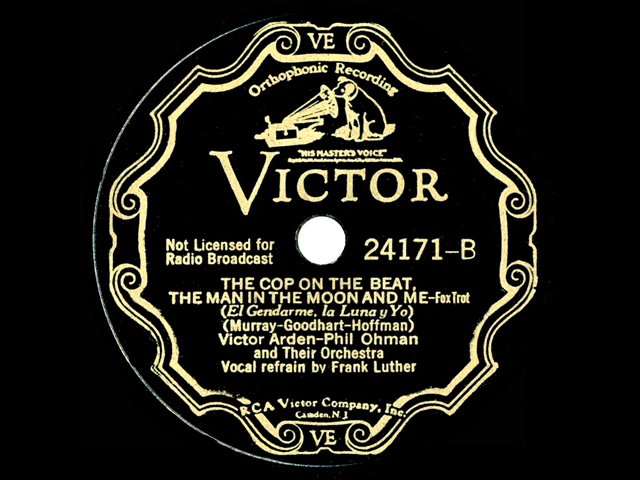 VE
Orthophonic Recording
"HIS MASTER'S VOICE"
VICTOR
Not Licensed for
Radio Broadcast
24171-B
THE COP ON THE BEAT,
THE MAN IN THE MOON AND ME-Fox Trot
(El Gendarme, la Luna y Yo)
(Murray-Goodhart-Hoffman)
Victor Arden-Phil Ohman
and Their Orchestra
Vocal refrain by Frank Luther
RCA Victor Company, Inc.
Camden, N.J.
VE